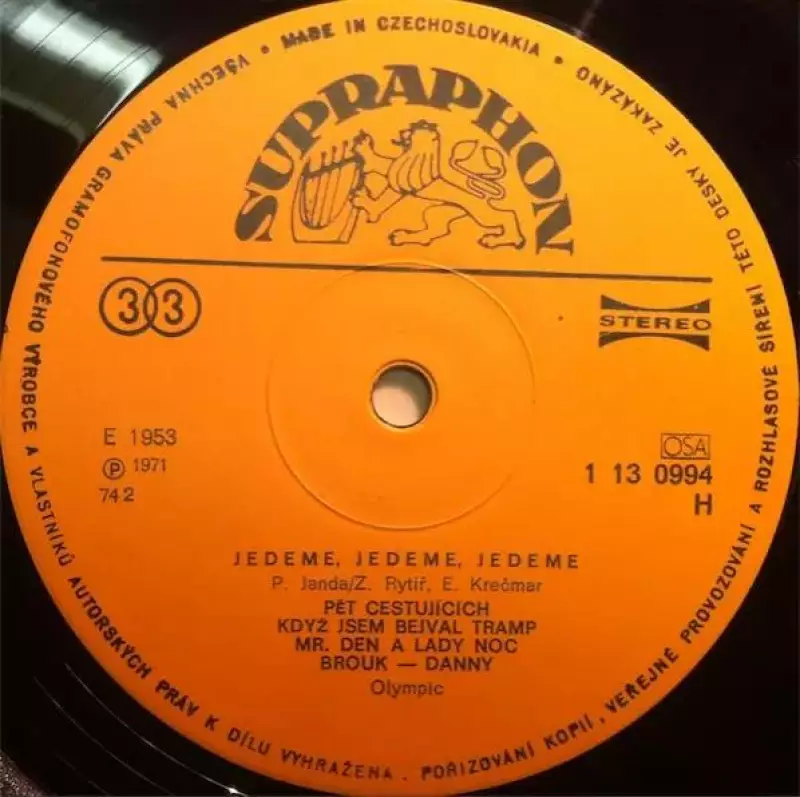 MADE IN CZECHOSLOVAKIA • VŠECHNA PRÁVA GRAMOFONOVÉHO VÝROBCE A VLASTNÍKŮ AUTORSKÝCH PRÁV K DÍLU VYHRAŽENA. POŘIZOVÁNÍ KOPIÍ, VEŘEJNÉ PROVOZOVÁNÍ A ROZHLASOVÉ ŠÍŘENÍ TÉTO DESKY JE ZAKÁZÁNO •
SUPRAPHON
33
STEREO
E 1953
Ⓟ 1971
74 2
OSA
1 13 0994
H
JEDEME, JEDEME, JEDEME
P. Janda/Z. Rytíř, E. Krečmar
PĚT CESTUJÍCICH
KDYŽ JSEM BEJVAL TRAMP
MR. DEN A LADY NOC
BROUK — DANNY
Olympic